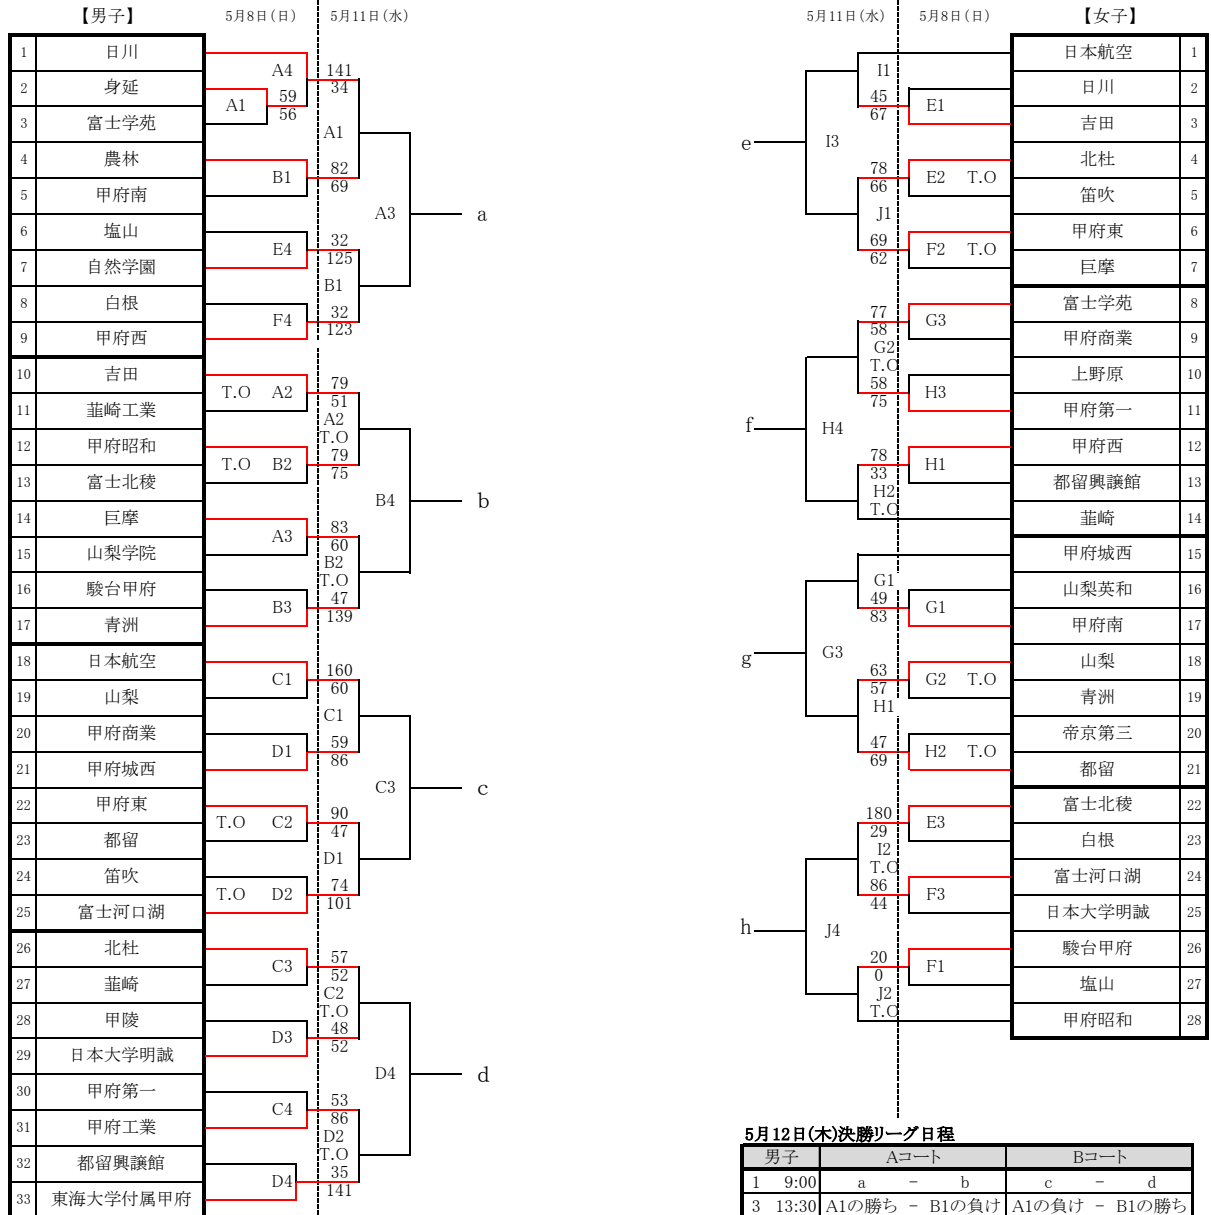 【男子】 5月8日(日) 5月11日(水)
1 日川
2 身延
3 富士学苑
4 農林
5 甲府南
6 塩山
7 自然学園
8 白根
9 甲府西
10 吉田
11 韮崎工業
12 甲府昭和
13 富士北稜
14 巨摩
15 山梨学院
16 駿台甲府
17 青洲
18 日本航空
19 山梨
20 甲府商業
21 甲府城西
22 甲府東
23 都留
24 笛吹
25 富士河口湖
26 北杜
27 韮崎
28 甲陵
29 日本大学明誠
30 甲府第一
31 甲府工業
32 都留興譲館
33 東海大学付属甲府
A4
A1 59
56
B1
E4
F4
T.O A2
T.O B2
A3
B3
C1
D1
T.O C2
T.O D2
C3
D3
C4
D4
141
34
A1
82
69
32
125
B1
32
123
79
51
A2
T.O
79
75
83
60
B2
T.O
47
139
160
60
C1
59
86
90
47
D1
74
101
57
52
C2
T.O
48
52
53
86
D2
T.O
35
141
A3 a
B4 b
C3 c
D4 d
5月11日(水) 5月8日(日) 【女子】
e I3
f H4
g G3
h J4
I1
45
67
78
66
J1
69
62
77
58
G2
T.O
58
75
78
33
H2
T.O
G1
49
83
63
57
H1
47
69
180
29
I2
T.O
86
44
20
0
J2
T.O
E1
E2 T.O
F2 T.O
G3
H3
H1
G1
G2 T.O
H2 T.O
E3
F3
F1
日本航空 1
日川 2
吉田 3
北杜 4
笛吹 5
甲府東 6
巨摩 7
富士学苑 8
甲府商業 9
上野原 10
甲府第一 11
甲府西 12
都留興譲館 13
韮崎 14
甲府城西 15
山梨英和 16
甲府南 17
山梨 18
青洲 19
帝京第三 20
都留 21
富士北稜 22
白根 23
富士河口湖 24
日本大学明誠 25
駿台甲府 26
塩山 27
甲府昭和 28
5月12日(木)決勝リーグ日程
男子 Aコート Bコート
1 9:00 a － b c － d
3 13:30 A1の勝ち － B1の負け A1の負け － B1の勝ち